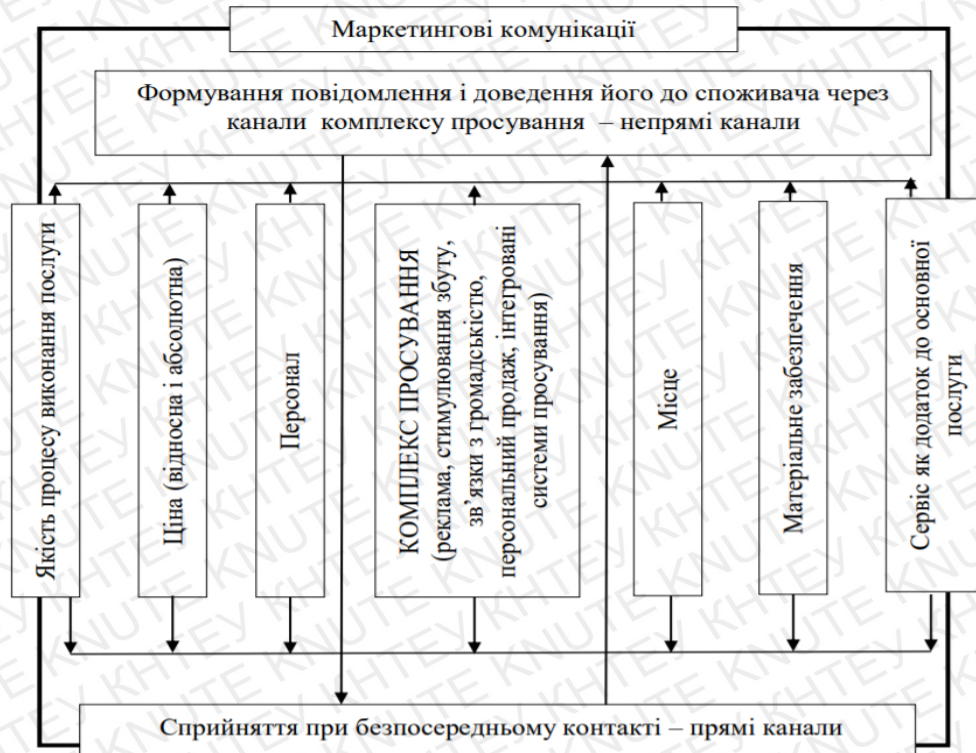 Маркетингові комунікації
Формування повідомлення і доведення його до споживача через
канали комплексу просування – непрямі канали
Якість процесу виконання послуги
Ціна (відносна і абсолютна)
Персонал
КОМПЛЕКС ПРОСУВАННЯ
(реклама, стимулювання збуту,
зв’язки з громадськістю,
персональний продаж, інтегровані
системи просування)
Місце
Матеріальне забезпечення
Сервіс як додаток до основної
послуги
Сприйняття при безпосередньому контакті – прямі канали